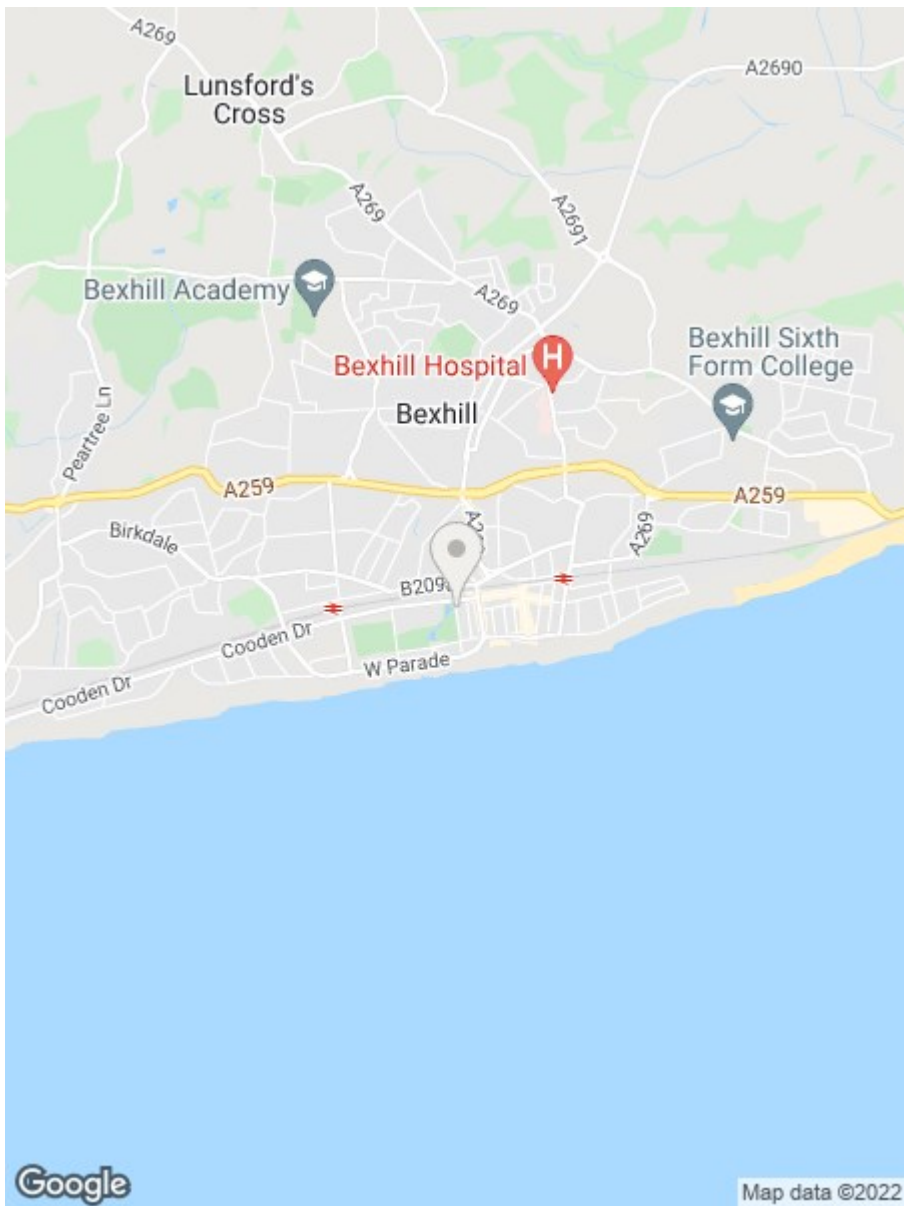 A269
A2690
Lunsford's
Cross
A269
A2691
Bexhill Academy
A269
Bexhill Sixth
Form College
H
Bexhill Hospital
Bexhill
Peartree Ln
A259
A259
Birkdale
A269
Cooden Dr
W Parade
Cooden Dr
Google
Map data ©2022